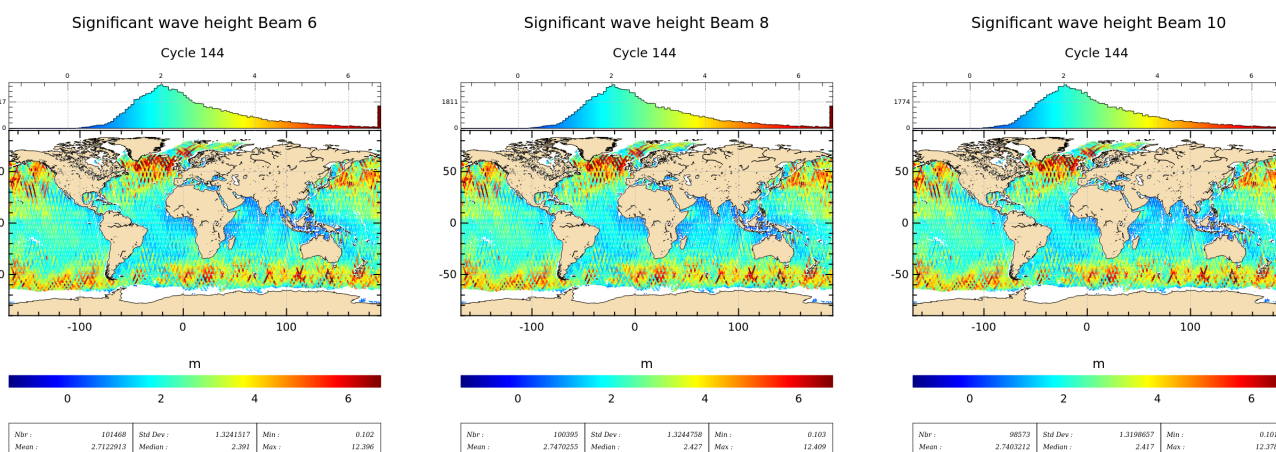 Significant wave height Beam 6
Cycle 144
0 2 4 6
0
50
0
-50
-100 0 100
m
0 2 4 6
Nbr : 101468 Std Dev : 1.3241517 Min : 0.102
Mean : 2.7122913 Median : 2.391 Max : 12.396
Significant wave height Beam 8
Cycle 144
0 2 4 6
1811
0
50
0
-50
-100 0 100
m
0 2 4 6
Nbr : 100395 Std Dev : 1.3244758 Min : 0.103
Mean : 2.7470255 Median : 2.427 Max : 12.409
Significant wave height Beam 10
Cycle 144
0 2 4 6
1774
0
50
0
-50
-100 0 100
m
0 2 4 6
Nbr : 98573 Std Dev : 1.3198657 Min :
Mean : 2.7403212 Median : 2.417 Max :